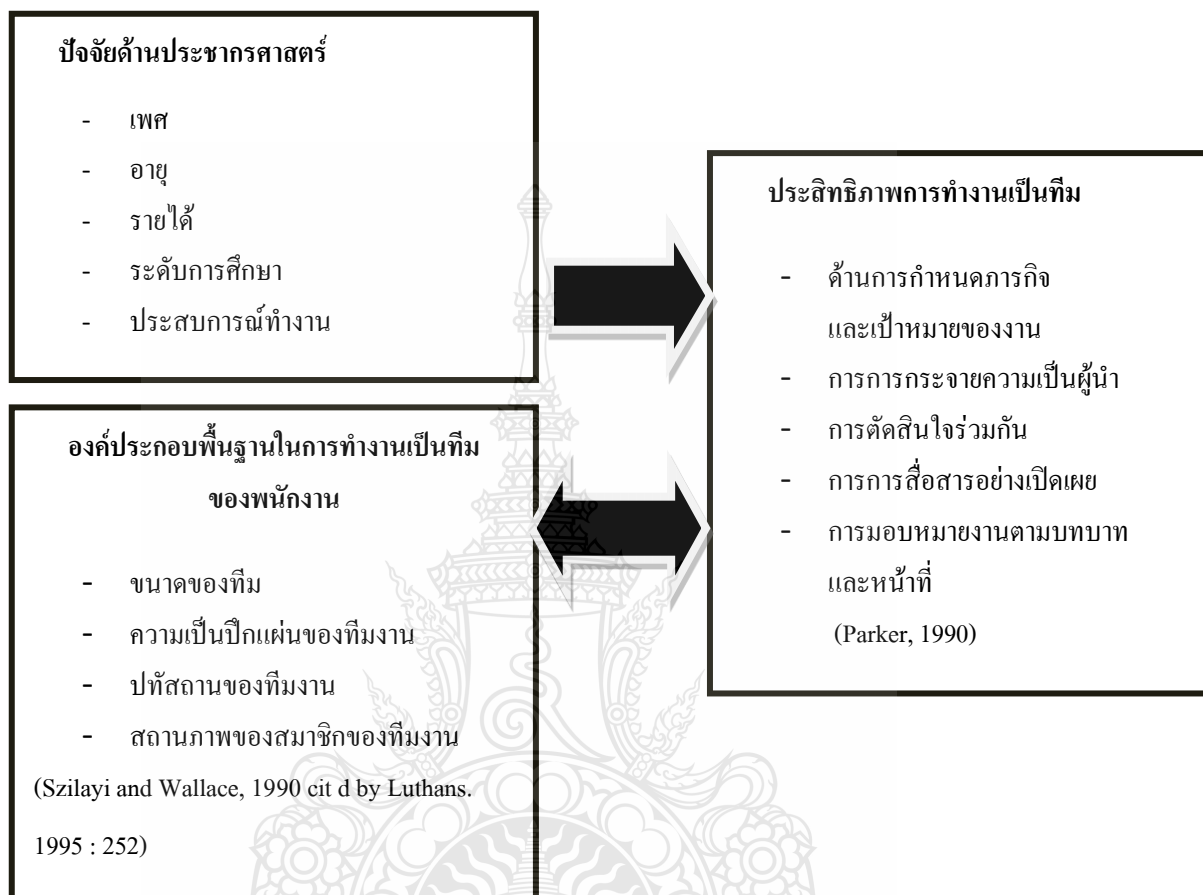 ปัจจัยด้านประชากรศาสตร์
- เพศ
- อายุ
- รายได้
- ระดับการศึกษา
- ประสบการณ์ทำงาน
องค์ประกอบพื้นฐานในการทำงานเป็นทีม
ของพนักงาน
- ขนาดของทีม
- ความเป็นปึกแผ่นของทีมงาน
- ปทัสถานของทีมงาน
- สถานภาพของสมาชิกของทีมงาน
(Szilayi and Wallace, 1990 cit d by Luthans.
1995 : 252)
ประสิทธิภาพการทำงานเป็นทีม
- ด้านการกำหนดภารกิจ
และเป้าหมายของงาน
- การการกระจายความเป็นผู้นำ
- การตัดสินใจร่วมกัน
- การการสื่อสารอย่างเปิดเผย
- การมอบหมายงานตามบทบาท
และหน้าที่
(Parker, 1990)